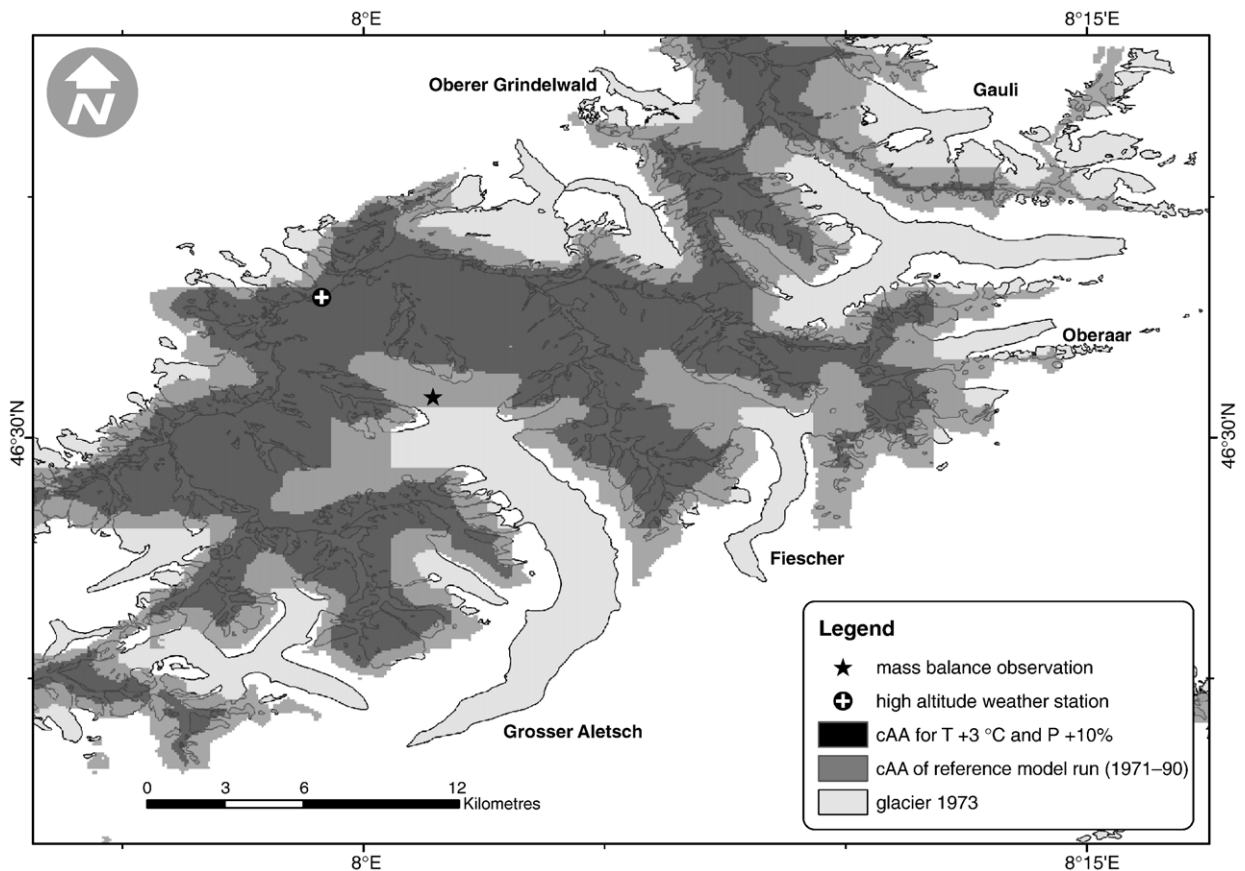 8°E
8°15'E
N
Oberer Grindelwald
Gauli
Oberaar
46°30'N
46°30'N
Fiescher
Grosser Aletsch
Legend
mass balance observation
high altitude weather station
cAA for T +3 °C and P +10%
cAA of reference model run (1971–90)
glacier 1973
0 3 6 12
Kilometres
8°E
8°15'E